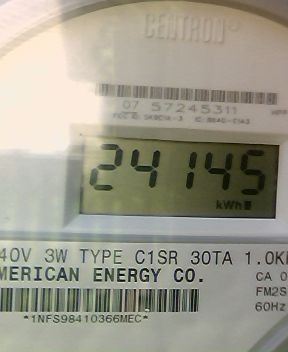 CENTRON
07 57245311
24145
kWh
40V 3W TYPE C1SR 30TA 1.0K
MERICAN ENERGY CO.
CA 0
FM2S
60Hz
*1NFS98410366MEC*